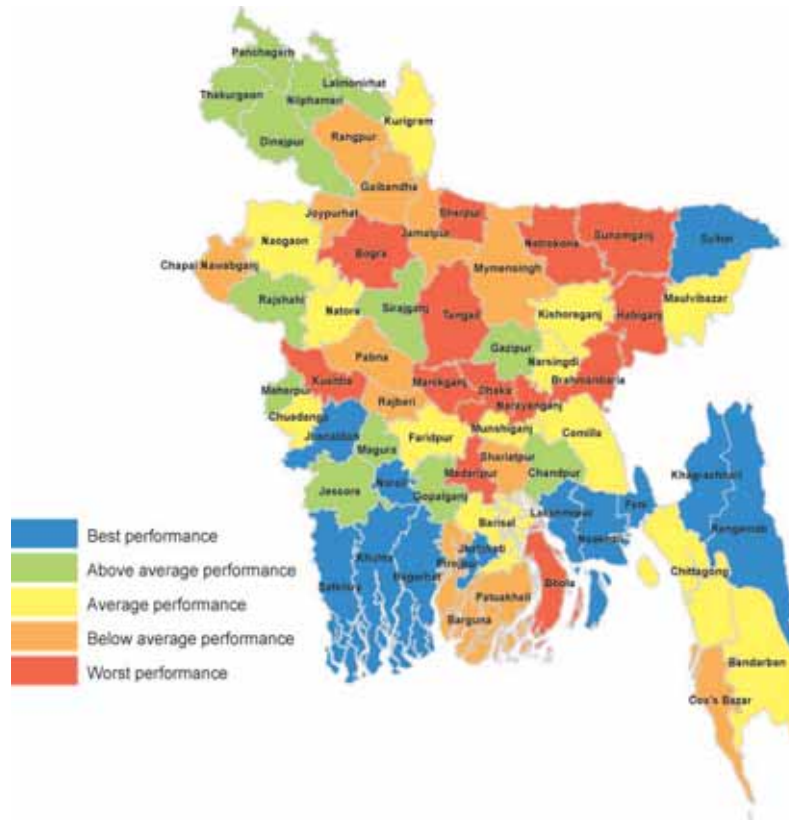 Panchagarh
Lalmonirhat
Thakurgaon
Nilphamari
Kurigram
Dinajpur
Rangpur
Gaibandha
Joypurhat
Sherpur
Jamalpur
Netrokona
Sunamganj
Sylhet
Naogaon
Bogra
Mymensingh
Chapai Nawabganj
Maulvibazar
Rajshahi
Natore
Sirajganj
Tangail
Kishoreganj
Habiganj
Gazipur
Pabna
Narsingdi
Kushtia
Manikganj
Dhaka
Brahmanbaria
Meherpur
Rajbari
Narayanganj
Chuadanga
Jhenaidah
Faridpur
Munshiganj
Comilla
Magura
Shariatpur
Madaripur
Chandpur
Khagrachhari
Jessore
Narail
Gopalganj
Feni
Barisal
Lakshmipur
Rangamati
Noakhali
Best performance
Khulna
Jhalokati
Pirojpur
Above average performance
Satkhira
Bagerhat
Bhola
Chittagong
Patuakhali
Average performance
Barguna
Below average performance
Bandarban
Worst performance
Cox's Bazar